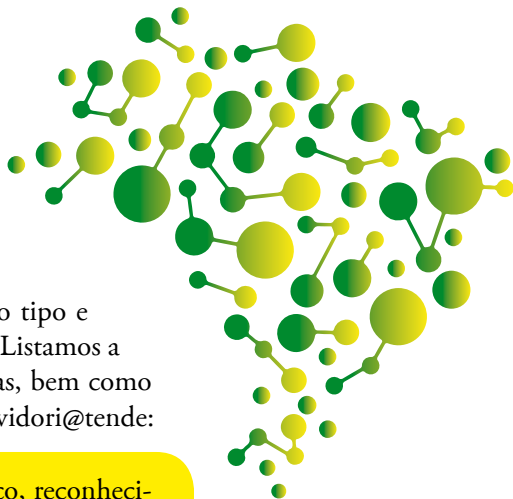 o tipo e
Listamos a
as, bem como
vidori@tende:
co, reconheci-